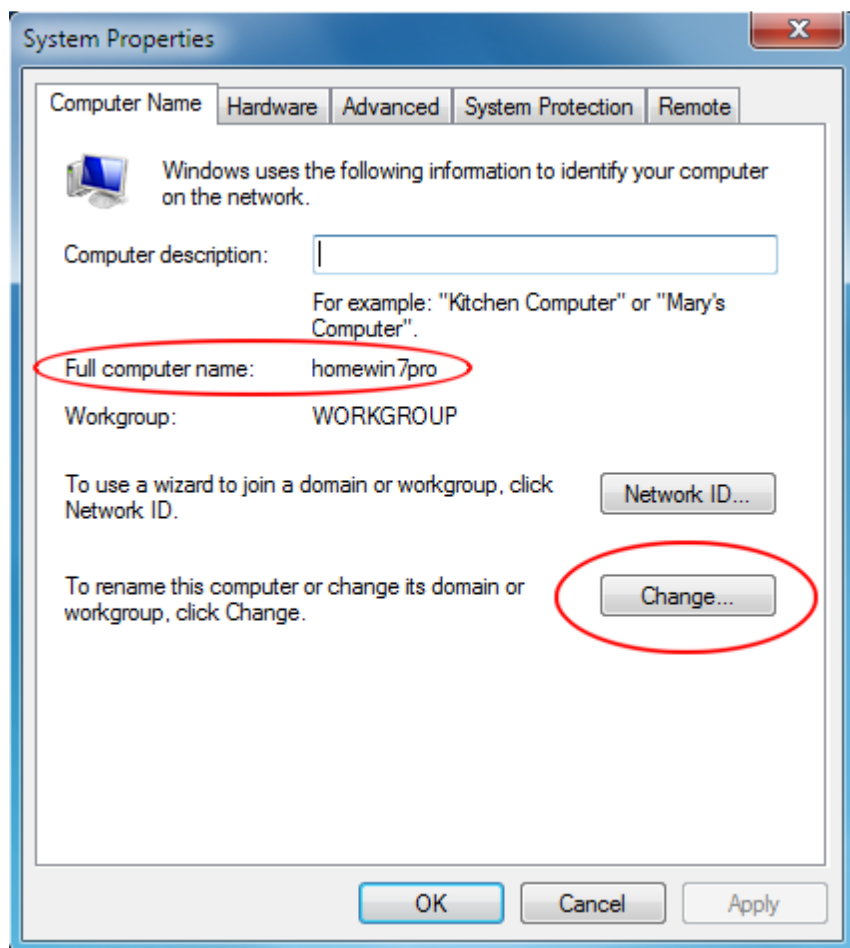 System Properties
Computer Name
Hardware
Advanced
System Protection
Remote
Windows uses the following information to identify your computer
on the network.
Computer description:
For example: "Kitchen Computer" or "Mary's
Computer".
Full computer name: homewin7pro
Workgroup: WORKGROUP
To use a wizard to join a domain or workgroup, click
Network ID.
Network ID...
To rename this computer or change its domain or
workgroup, click Change.
Change...
OK
Cancel
Apply